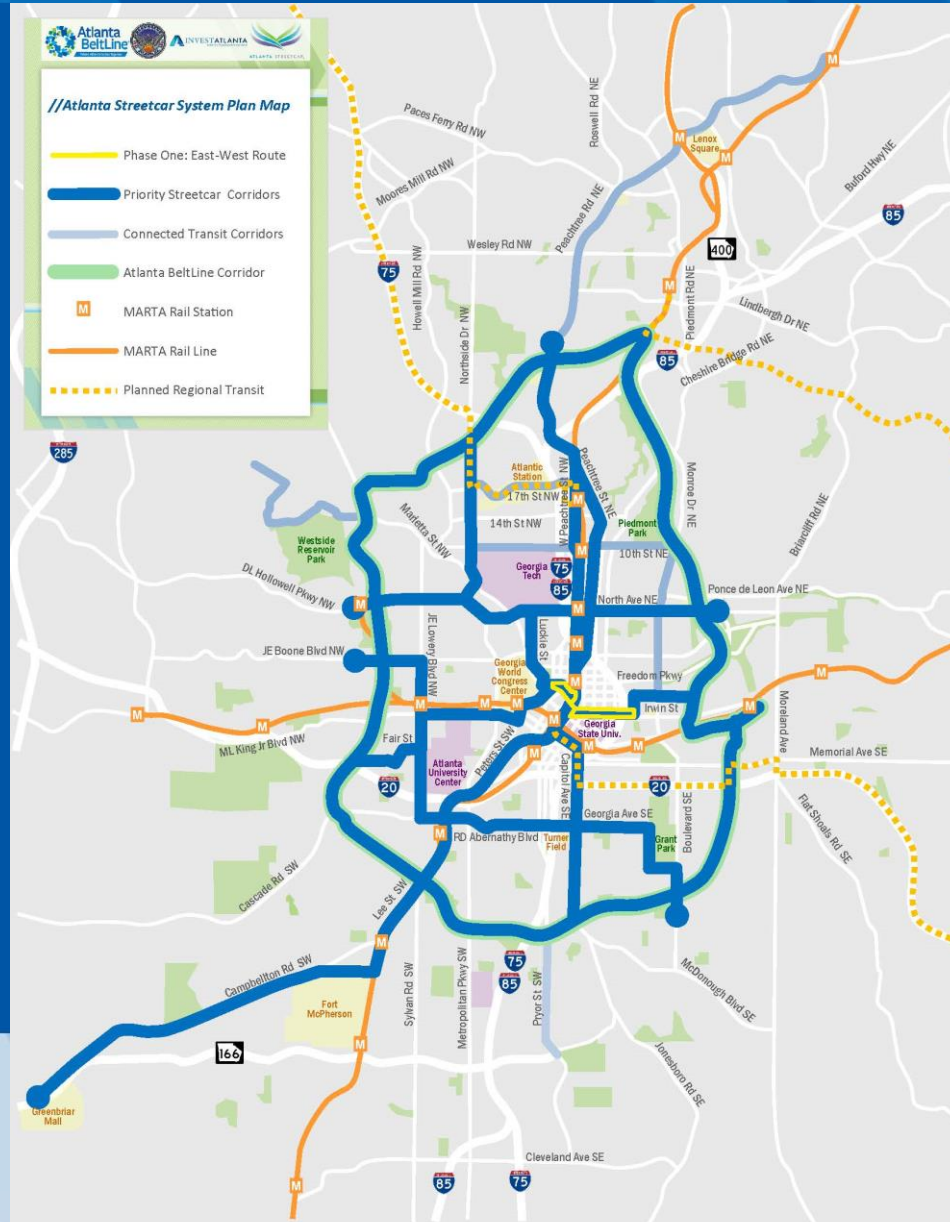 Atlanta
BeltLine
INVEST ATLANTA
ATLANTA STREETCAR
//Atlanta Streetcar System Plan Map
Phase One: East-West Route
Priority Streetcar Corridors
Connected Transit Corridors
Atlanta BeltLine Corridor
M
MARTA Rail Station
MARTA Rail Line
Planned Regional Transit
M
Paces Ferry Rd NW
Roswell Rd NE
M
Lenox
Square
M
Buford Hwy NE
85
Moores Mill Rd NW
Peachtree Rd NE
Wesley Rd NW
400
75
Howell Mill Rd NW
Northside Dr NW
M
Piedmont Rd NE
Lindbergh Dr NE
85
Cheshire Bridge Rd NE
285
Atlantic
Station
17th St NW
W Peachtree St NW
Peachtree St NE
M
Monroe Dr NE
Briarcliff Rd NE
Marietta St NW
14th St NW
Piedmont
Park
Westside
Reservoir
Park
M
10th St NE
Georgia
Tech
75
85
DL Hollowell Pkwy NW
M
M
North Ave NE
Ponce de Leon Ave NE
JE Boone Blvd NW
JE Lowery Blvd NW
Luckie St
M
Georgia
World
Congress
Center
M
Freedom Pkwy
M
M
M
M
M
M
M
Irwin St
Moreland Ave
M
ML King Jr Blvd NW
Fair St
Peters St SW
M
Georgia
State Univ.
M
M
Memorial Ave SE
Atlanta
University
Center
Capitol Ave SE
20
20
Georgia Ave SE
Boulevard SE
Flat Shoals Rd SE
M
RD Abernathy Blvd
Turner
Field
Grant
Park
Cascade Rd SW
Lee St SW
M
Campbellton Rd SW
75
85
McDonough Blvd SE
Fort
McPherson
Sylvan Rd SW
Metropolitan Pkwy SW
Pryor St SW
166
M
Jonesboro Rd SE
Greenbriar
Mall
Cleveland Ave SE
M
85
75